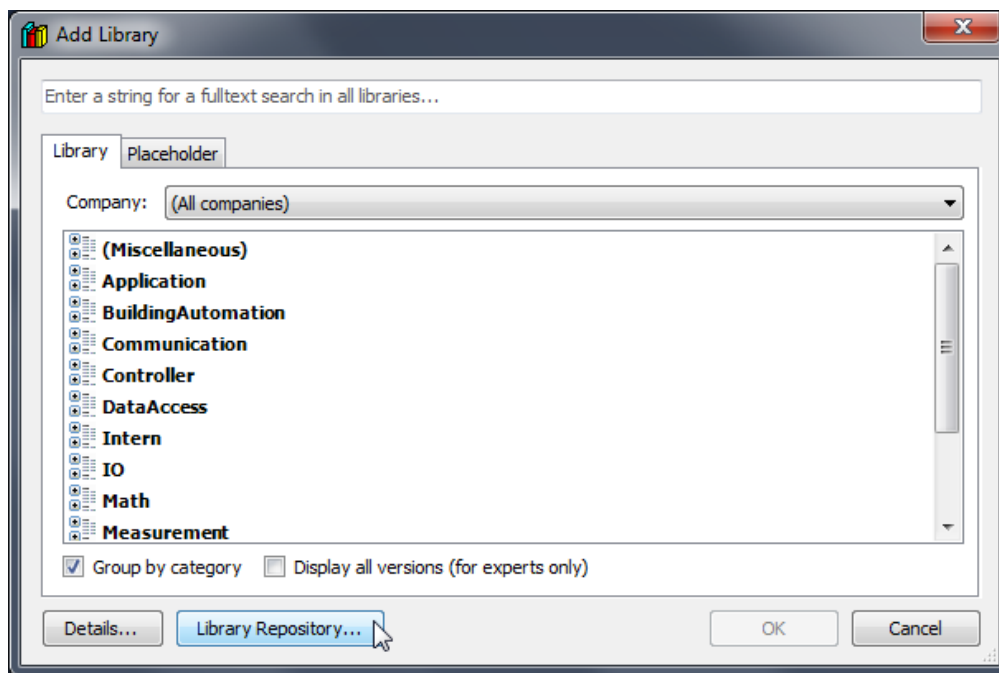 Add Library
Enter a string for a fulltext search in all libraries...
Library Placeholder
Company: (All companies)
(Miscellaneous)
Application
BuildingAutomation
Communication
Controller
DataAccess
Intern
IO
Math
Measurement
Group by category Display all versions (for experts only)
Details... Library Repository... OK Cancel